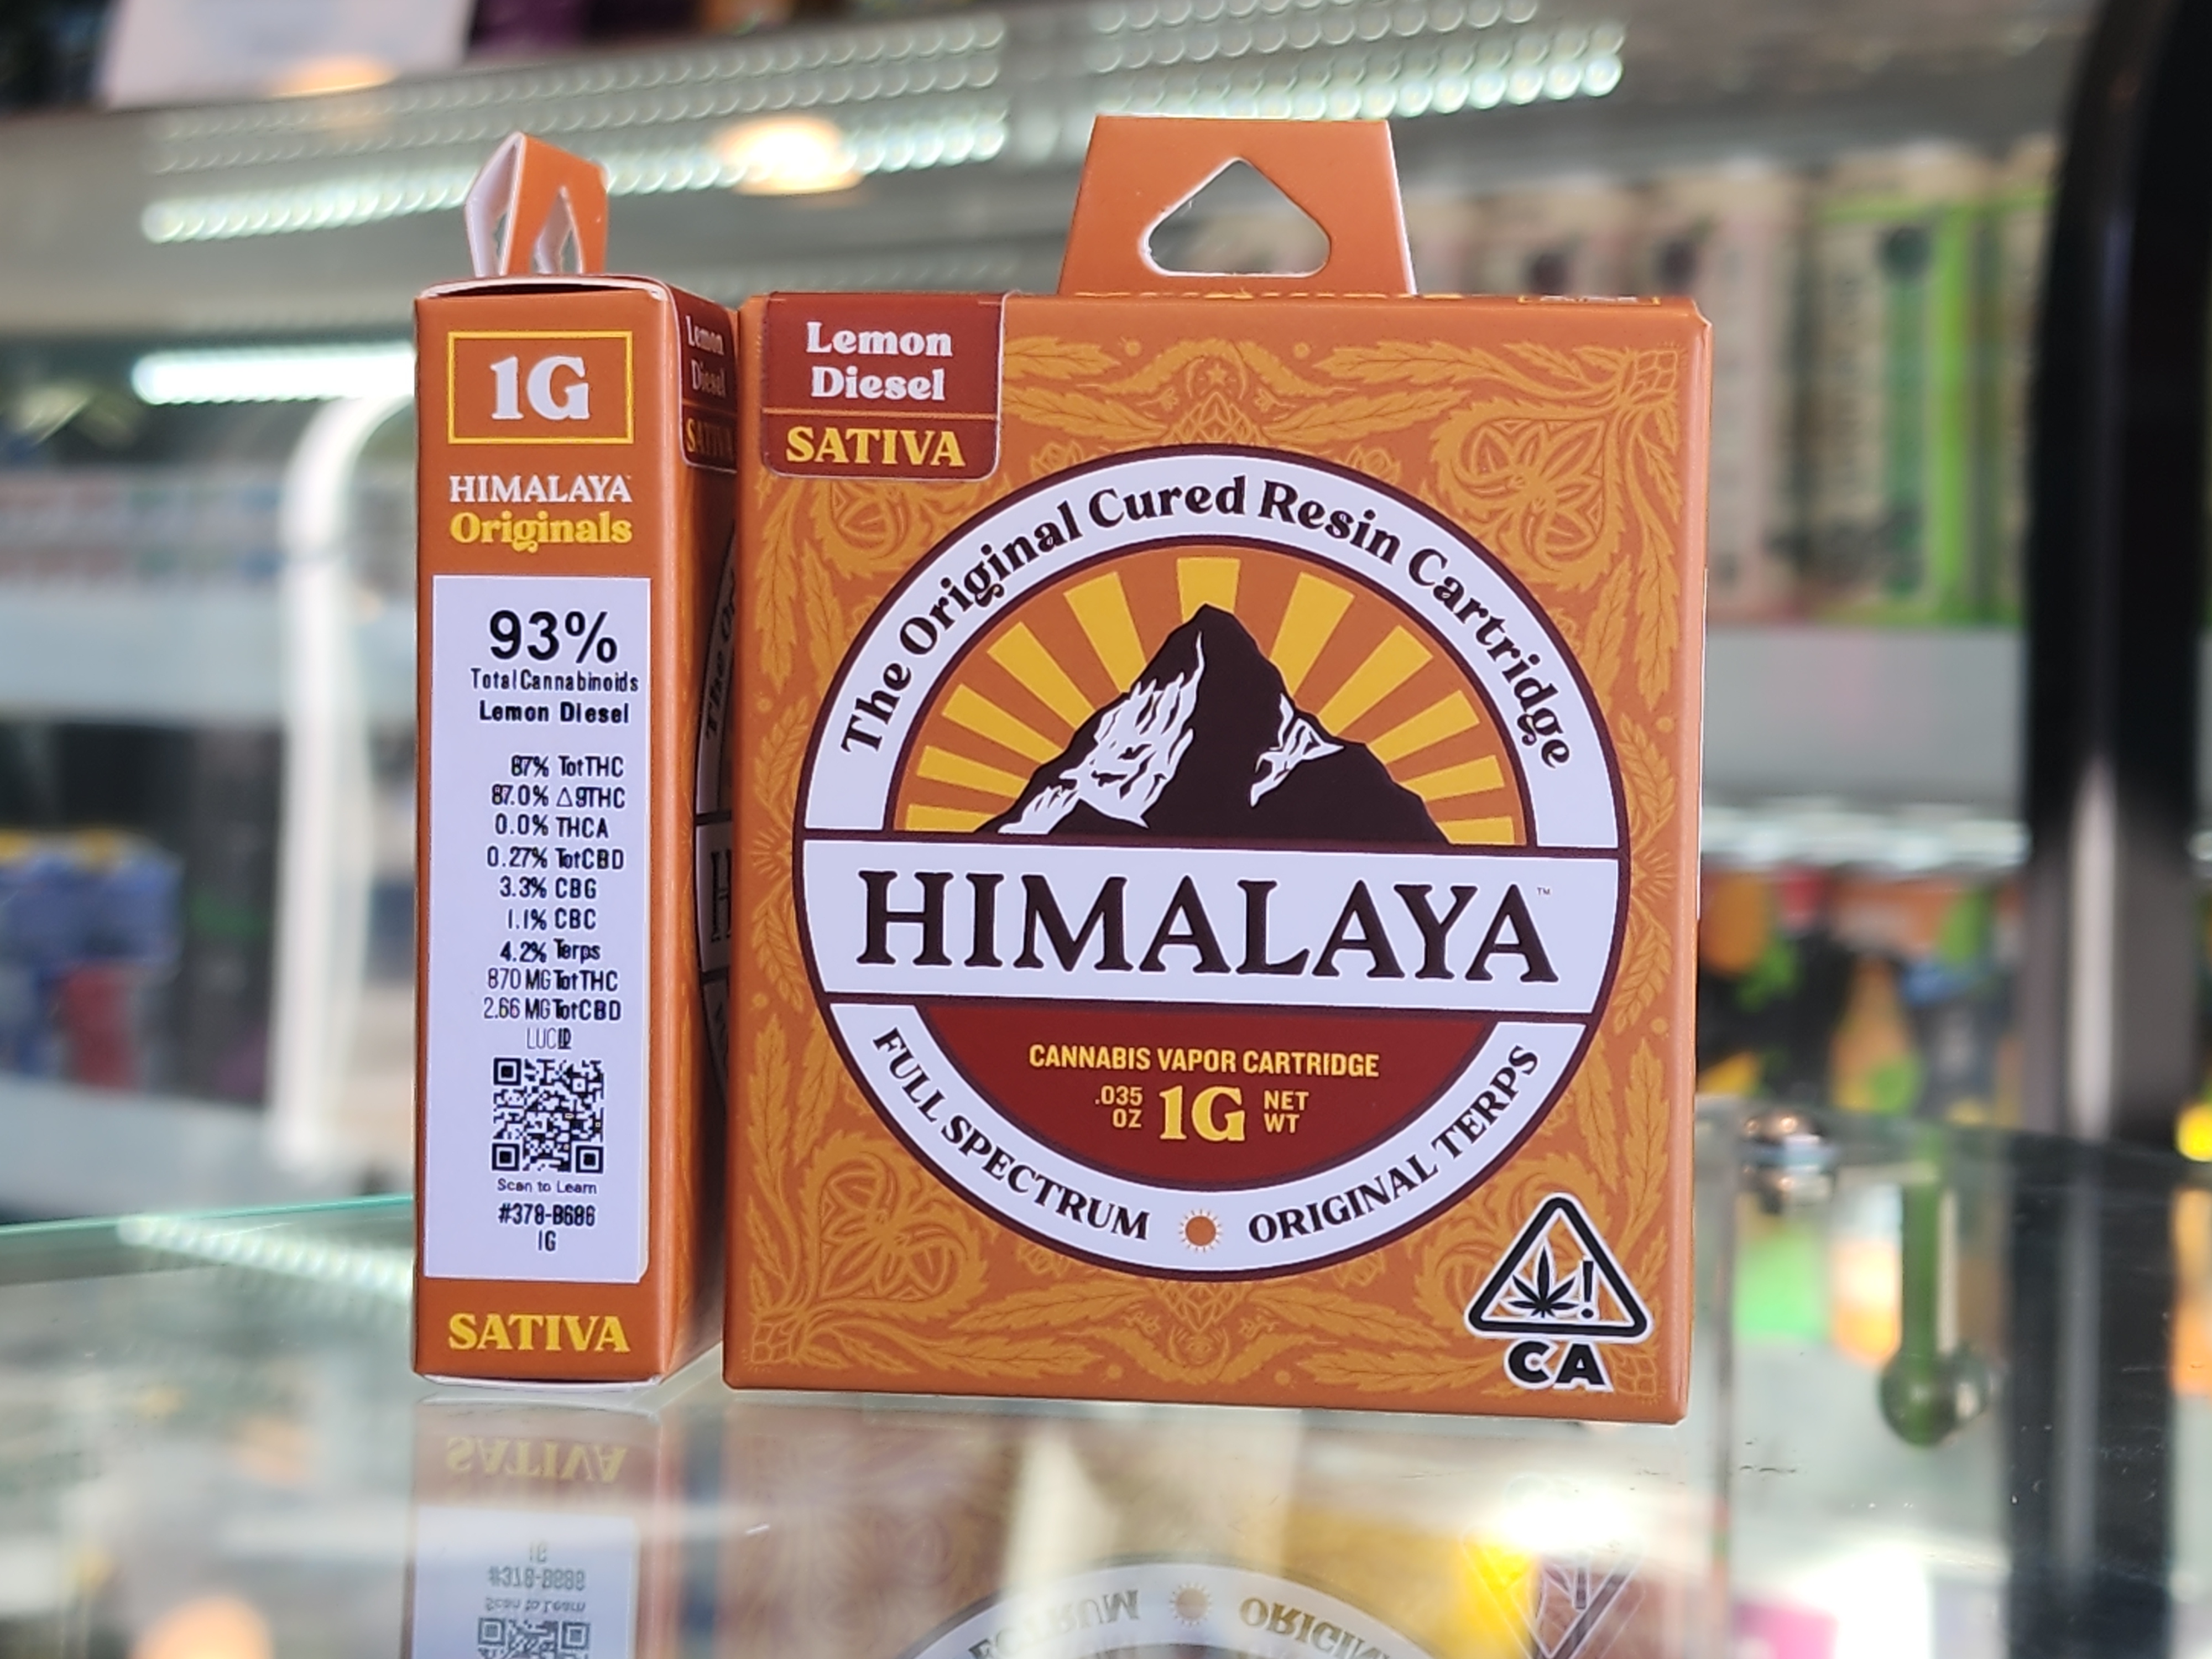 1G
HIMALAYA
Originals
93%
Total Cannabinoids
Lemon Diesel
87% TotTHC
87.0% Δ9THC
0.0% THCA
0.27% TotCBD
3.3% CBG
1.1% CBC
4.2% Terps
870 MG TotTHC
2.66 MG TotCBD
LUCID
Scan to Learn
#378-B686
1G
SATIVA
Lemon
Diesel
SATIVA
Lemon
Diesel
SATIVA
The Original Cured Resin Cartridge
HIMALAYA™
CANNABIS VAPOR CARTRIDGE
.035 OZ 1G NET WT
FULL SPECTRUM ORIGINAL TERPS
!
CA